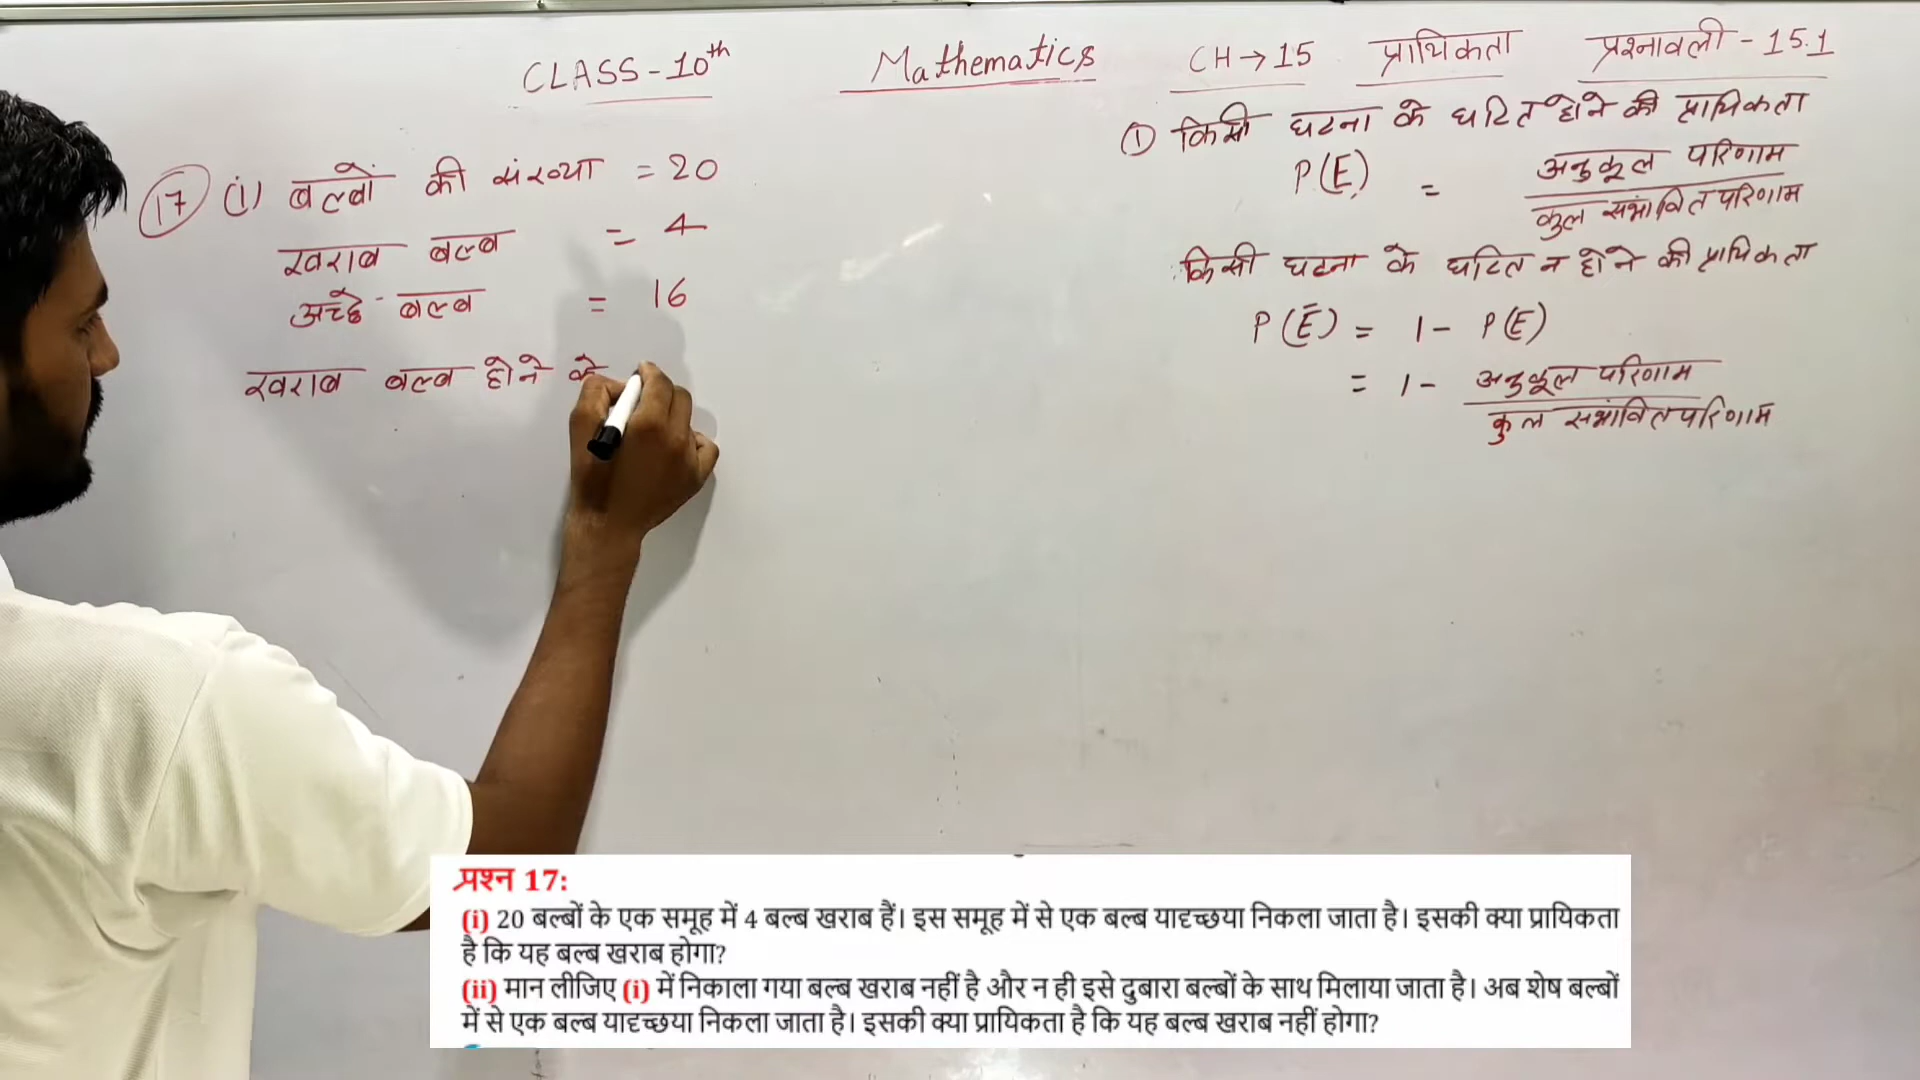 CLASS-10th Mathematics CH→15 प्रायिकता प्रश्नावली-15.1
① किसी घटना के घटित होने की प्रायिकता
P(E) = अनुकूल परिणाम
कुल सम्भावित परिणाम
किसी घटना के घटित न होने की प्रायिकता
P(Ē) = 1- P(E)
= 1- अनुकूल परिणाम
कुल सम्भावित परिणाम
17 (i) बल्बों की संख्या = 20
खराब बल्ब = 4
अच्छे बल्ब = 16
खराब बल्ब होने के
प्रश्न 17:
(i) 20 बल्बों के एक समूह में 4 बल्ब खराब हैं। इस समूह में से एक बल्ब यादृच्छया निकला जाता है। इसकी क्या प्रायिकता
है कि यह बल्ब खराब होगा?
(ii) मान लीजिए (i) में निकाला गया बल्ब खराब नहीं है और न ही इसे दुबारा बल्बों के साथ मिलाया जाता है। अब शेष बल्बों
में से एक बल्ब यादृच्छया निकला जाता है। इसकी क्या प्रायिकता है कि यह बल्ब खराब नहीं होगा?